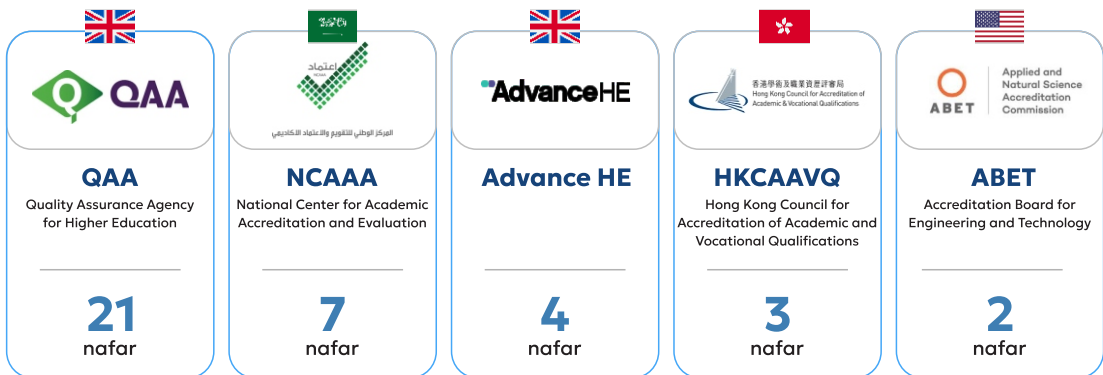 QAA
QAA
Quality Assurance Agency
for Higher Education
21
nafar
اعتماد
NCAAA
المركز الوطني للتقويم والاعتماد الأكاديمي
NCAAA
National Center for Academic
Accreditation and Evaluation
7
nafar
AdvanceHE
Advance HE
4
nafar
香港學術及職業資歷評審局
Hong Kong Council for Accreditation of
Academic & Vocational Qualifications
HKCAAVQ
Hong Kong Council for
Accreditation of Academic and
Vocational Qualifications
3
nafar
ABET
Applied and
Natural Science
Accreditation
Commission
ABET
Accreditation Board for
Engineering and Technology
2
nafar